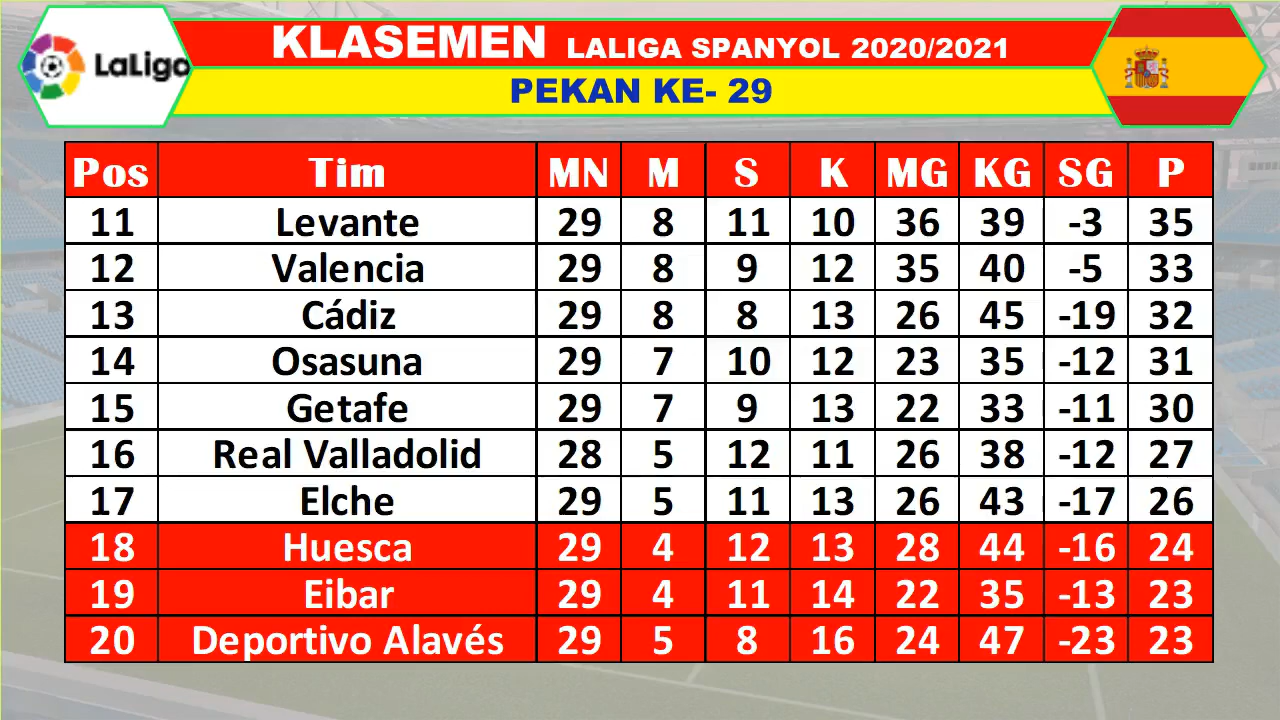 LaLiga
KLASEMEN LALIGA SPANYOL 2020/2021
PEKAN KE- 29
Pos Tim MN M S K MG KG SG P
11 Levante 29 8 11 10 36 39 -3 35
12 Valencia 29 8 9 12 35 40 -5 33
13 Cádiz 29 8 8 13 26 45 -19 32
14 Osasuna 29 7 10 12 23 35 -12 31
15 Getafe 29 7 9 13 22 33 -11 30
16 Real Valladolid 28 5 12 11 26 38 -12 27
17 Elche 29 5 11 13 26 43 -17 26
18 Huesca 29 4 12 13 28 44 -16 24
19 Eibar 29 4 11 14 22 35 -13 23
20 Deportivo Alavés 29 5 8 16 24 47 -23 23